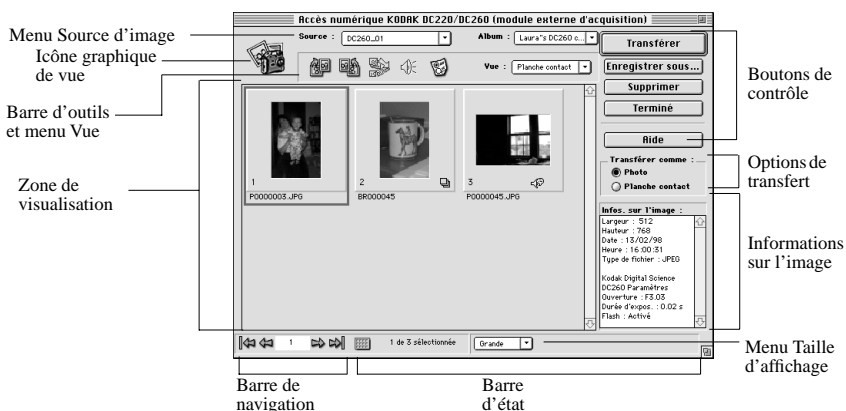 Accès numérique KODAK DC220/DC260 (module externe d'acquisition)
Menu Source d'image
Icône graphique
de vue
Barre d'outils
et menu Vue
Zone de
visualisation
Source :
DC260_01
Album :
Laura"s DC260 c...
Vue :
Planche contact
Transférer
Enregistrer sous...
Supprimer
Terminé
Aide
Boutons de
contrôle
Transférer comme :
Photo
Planche contact
Options de
transfert
1
P0000003.JPG
2
BR000045
3
P0000045.JPG
Infos. sur l'image :
Largeur : 512
Hauteur : 768
Date : 13/02/98
Heure : 16:00:31
Type de fichier : JPEG
Kodak Digital Science
DC260 Paramètres
Ouverture : F3.03
Durée d'expos. : 0.02 s
Flash : Activé
Informations
sur l'image
1
1 de 3 sélectionnée
Grande
Menu Taille
d'affichage
Barre de
navigation
Barre
d'état